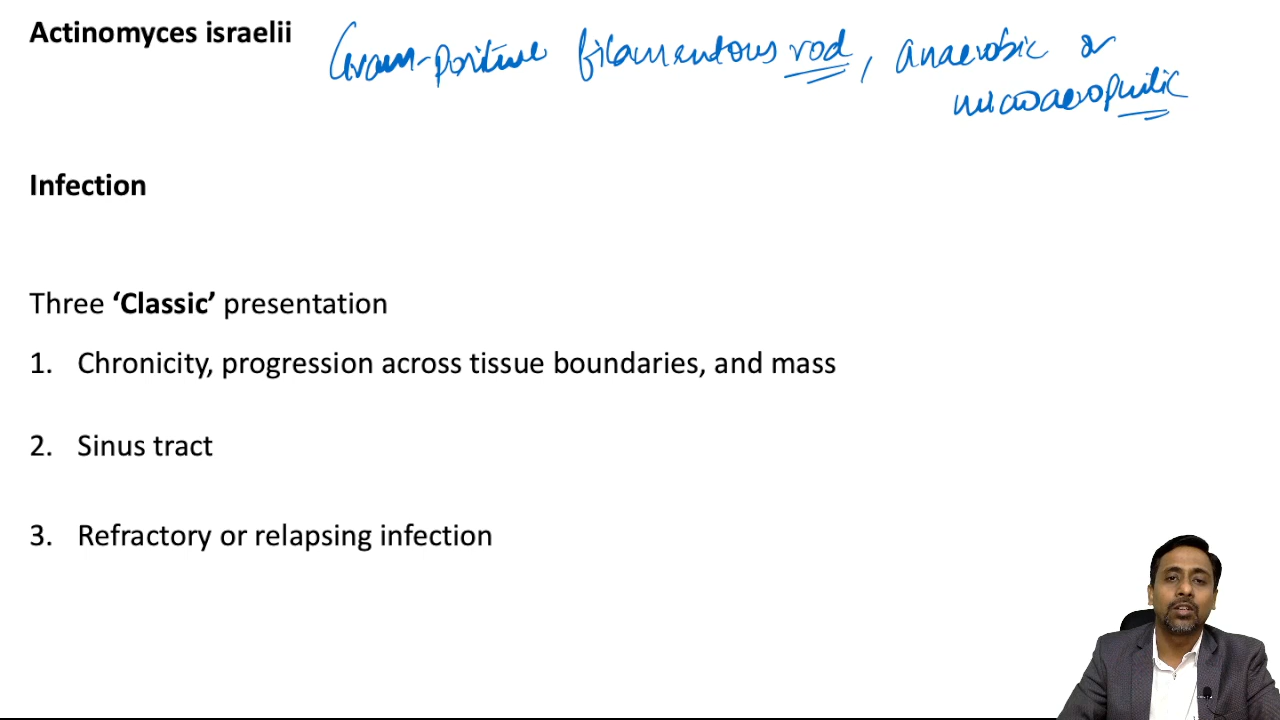 Actinomyces israelii
Gram-Positive filamentous rod, anaerobic or
microaerophilic
Infection
Three ‘Classic’ presentation
1. Chronicity, progression across tissue boundaries, and mass
2. Sinus tract
3. Refractory or relapsing infection